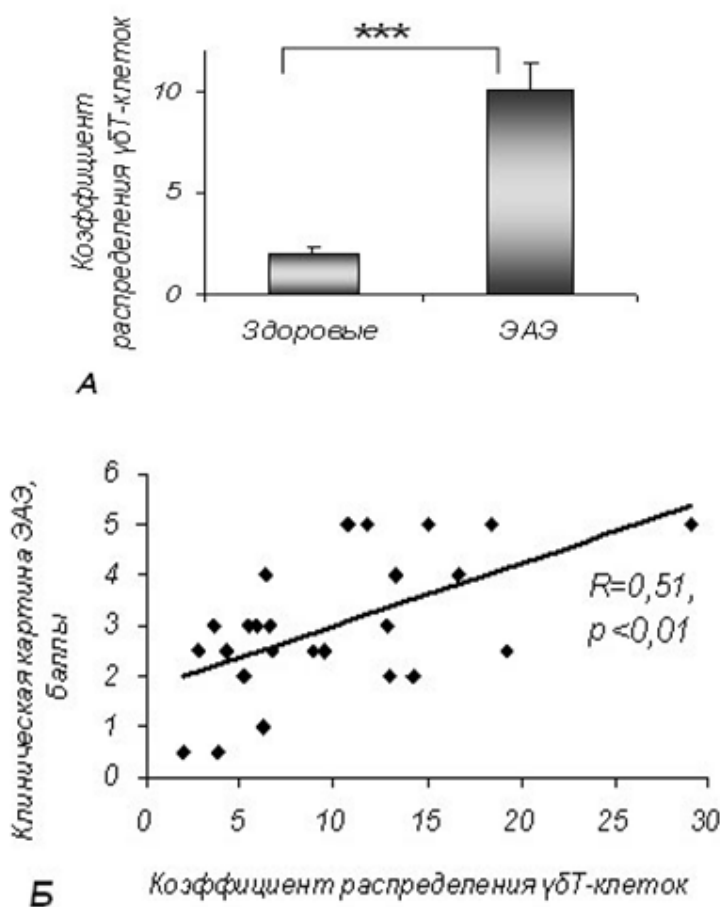 ***
Коэффициент
распределения γδТ-клеток
10
5
0
Здоровые ЭАЭ
А
Клиническая картина ЭАЭ,
баллы
6
5
4
3
2
1
0
R=0,51,
p<0,01
0 5 10 15 20 25 30
Б
Коэффициент распределения γδТ-клеток